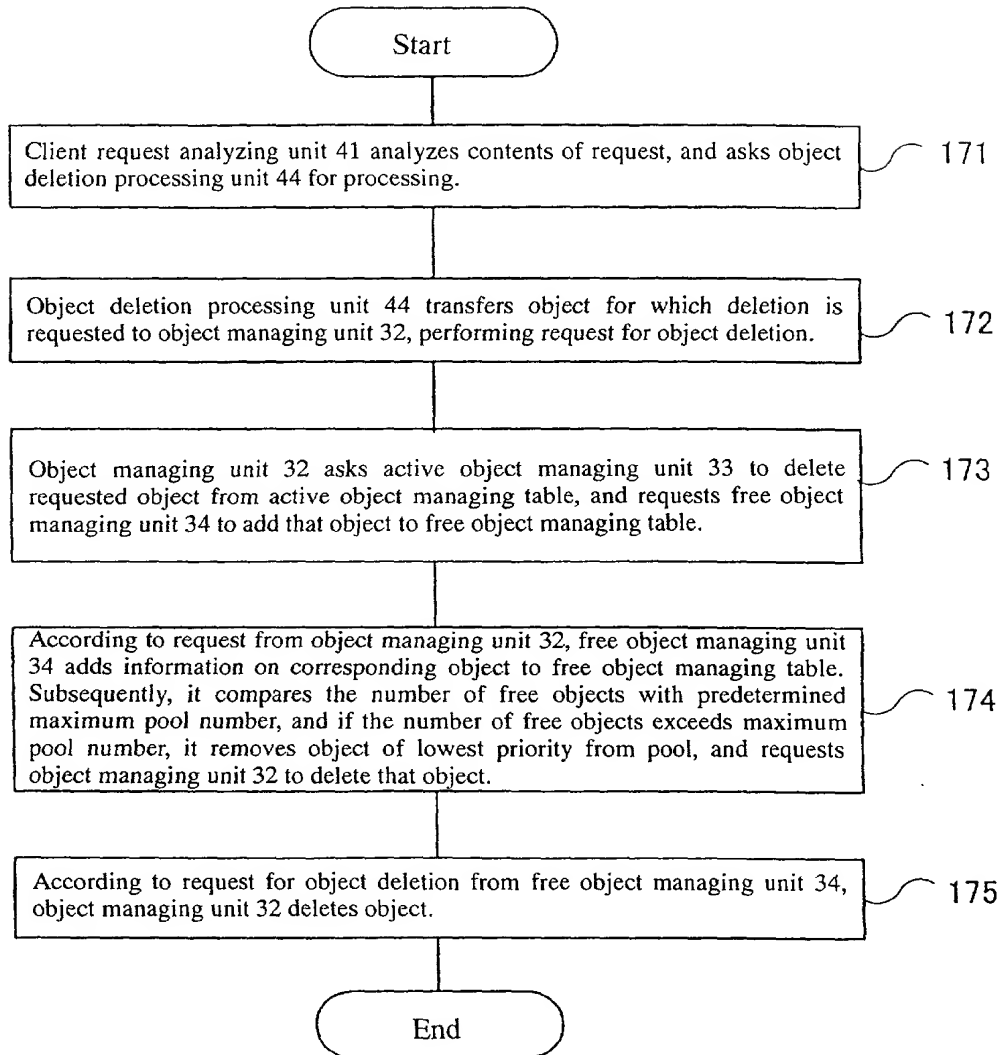 Start
Client request analyzing unit 41 analyzes contents of request, and asks object
deletion processing unit 44 for processing.
171
Object deletion processing unit 44 transfers object for which deletion is
requested to object managing unit 32, performing request for object deletion.
172
Object managing unit 32 asks active object managing unit 33 to delete
requested object from active object managing table, and requests free object
managing unit 34 to add that object to free object managing table.
173
According to request from object managing unit 32, free object managing unit
34 adds information on corresponding object to free object managing table.
Subsequently, it compares the number of free objects with predetermined
maximum pool number, and if the number of free objects exceeds maximum
pool number, it removes object of lowest priority from pool, and requests
object managing unit 32 to delete that object.
174
According to request for object deletion from free object managing unit 34,
object managing unit 32 deletes object.
175
End